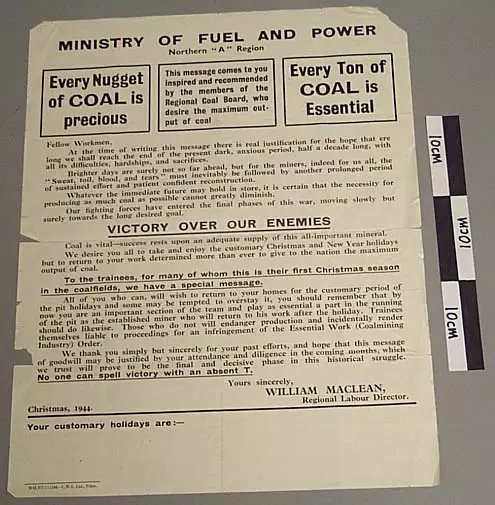 MINISTRY OF FUEL AND POWER
Northern "A" Region
Every Nugget
of COAL is
precious
This message comes to you
inspired and recommended
by the members of the
Regional Coal Board, who
desire the maximum out-
put of coal
Every Ton of
COAL is
Essential
Fellow Workmen,
At the time of writing this message there is real justification for the hope that ere
long we shall reach the end of the present dark, anxious period, half a decade long, with
all its difficulties, hardships, and sacrifices.
Brighter days are surely not so far ahead, but for the miners, indeed for us all, the
"Sweat, toil, blood, and tears" must inevitably be followed by another prolonged period
of sustained effort and patient confident reconstruction.
Whatever the immediate future may hold in store, it is certain that the necessity for
producing as much coal as possible cannot greatly diminish.
Our fighting forces have entered the final phases of this war, moving slowly but
surely towards the long desired goal.
VICTORY OVER OUR ENEMIES
Coal is vital—success rests upon an adequate supply of this all-important mineral.
We desire you all to take and enjoy the customary Christmas and New Year holidays
but to return to your work determined more than ever to give to the nation the maximum
output of coal.
To the trainees, for many of whom this is their first Christmas season
in the coalfields, we have a special message.
All of you who can, will wish to return to your homes for the customary period of
the pit holidays and some may be tempted to overstay it, you should remember that by
now you are an important section of the team and play as essential a part in the running
of the pit as the established miner who will return to his work after the holiday. Trainees
should do likewise. Those who do not will endanger production and incidentally render
themselves liable to proceedings for an infringement of the Essential Work (Coalmining
Industry) Order.
We thank you simply but sincerely for your past efforts, and hope that this message
of goodwill may be justified by your attendance and diligence in the coming months, which
we trust will prove to be the final and decisive phase in this historical struggle.
No one can spell victory with an absent T.
Yours sincerely,
WILLIAM MACLEAN,
Regional Labour Director.
Christmas, 1944.
Your customary holidays are:—
10cm
10cm
10cm